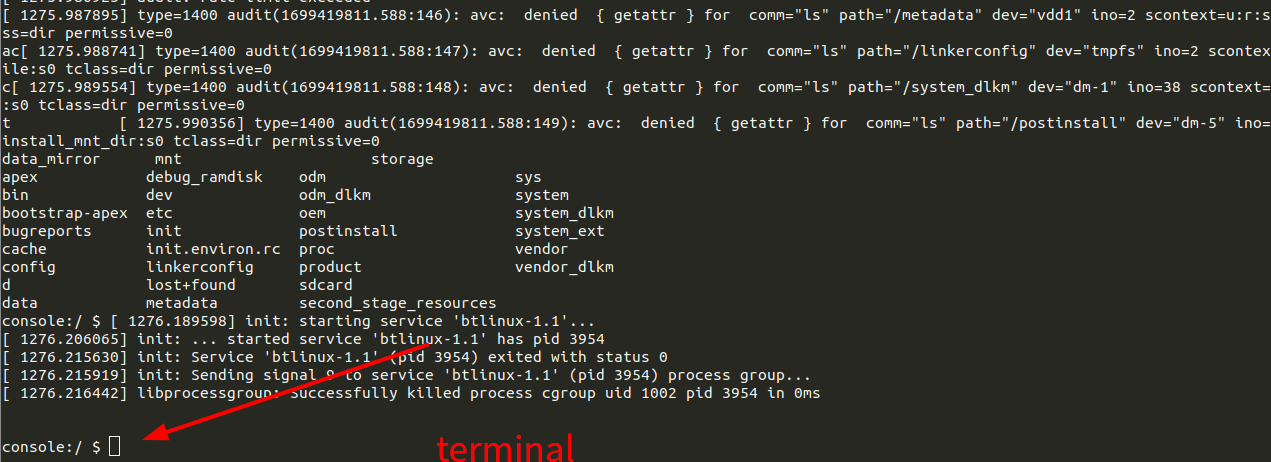 [ 1275.987895] type=1400 audit(1699419811.588:146): avc:  denied  { getattr } for  comm="ls" path="/metadata" dev="vdd1" ino=2 scontext=u:r:s
ss=dir permissive=0
ac[ 1275.988741] type=1400 audit(1699419811.588:147): avc:  denied  { getattr } for  comm="ls" path="/linkerconfig" dev="tmpfs" ino=2 scontex
ile:s0 tclass=dir permissive=0
c[ 1275.989554] type=1400 audit(1699419811.588:148): avc:  denied  { getattr } for  comm="ls" path="/system_dlkm" dev="dm-1" ino=38 scontext=
:s0 tclass=dir permissive=0
t             [ 1275.990356] type=1400 audit(1699419811.588:149): avc:  denied  { getattr } for  comm="ls" path="/postinstall" dev="dm-5" ino=
install_mnt_dir:s0 tclass=dir permissive=0
data_mirror      mnt                     storage
apex            debug_ramdisk    odm                     sys
bin             dev              odm_dlkm                system
bootstrap-apex  etc              oem                     system_dlkm
bugreports      init             postinstall             system_ext
cache           init.environ.rc  proc                    vendor
config          linkerconfig     product                 vendor_dlkm
d               lost+found       sdcard
data            metadata         second_stage_resources
console:/ $ [ 1276.189598] init: starting service 'btlinux-1.1'...
[ 1276.206065] init: ... started service 'btlinux-1.1' has pid 3954
[ 1276.215630] init: Service 'btlinux-1.1' (pid 3954) exited with status 0
[ 1276.215919] init: Sending signal 9 to service 'btlinux-1.1' (pid 3954) process group...
[ 1276.216442] libprocessgroup: Successfully killed process cgroup uid 1002 pid 3954 in 0ms
console:/ $
terminal